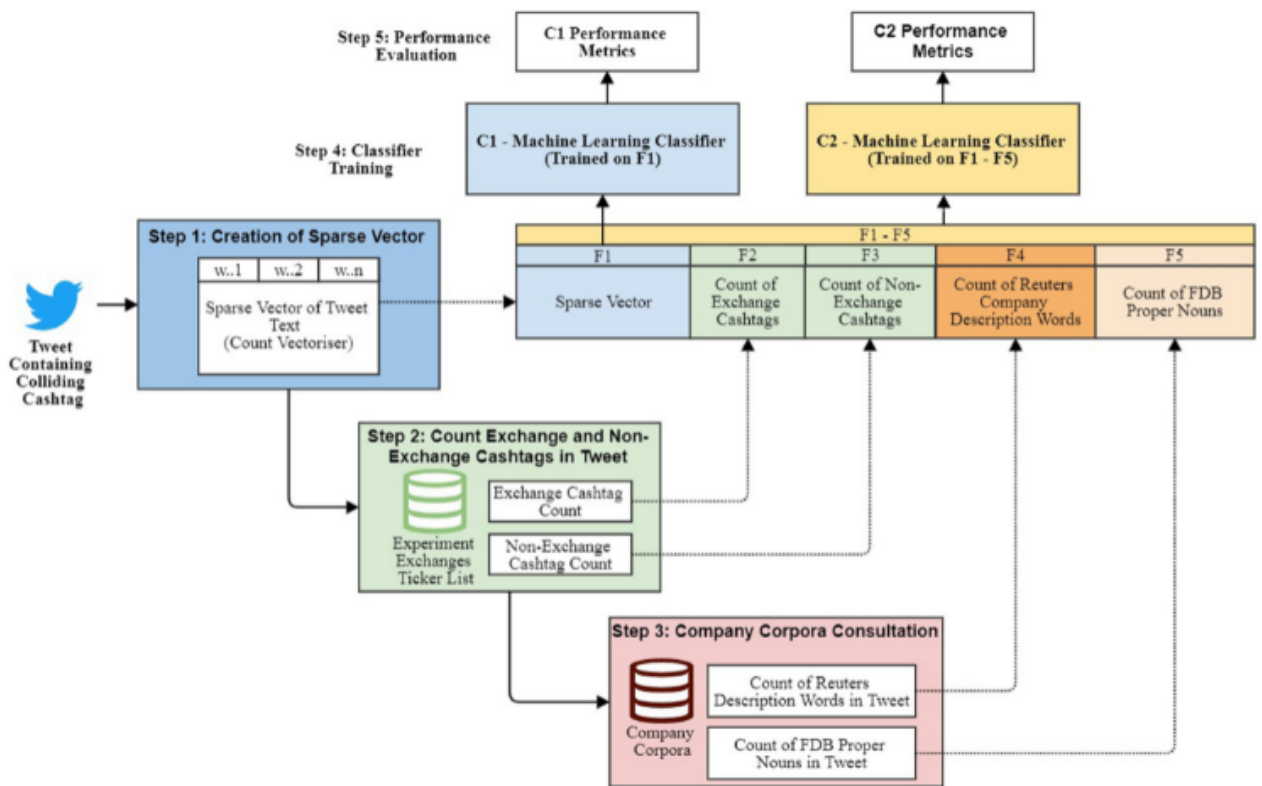 Step 5: Performance
Evaluation
C1 Performance
Metrics
C2 Performance
Metrics
Step 4: Classifier
Training
C1 - Machine Learning Classifier
(Trained on F1)
C2 - Machine Learning Classifier
(Trained on F1 - F5)
Step 1: Creation of Sparse Vector
w..1 w..2 w..n
Sparse Vector of Tweet
Text
(Count Vectoriser)
Tweet
Containing
Colliding
Cashtag
F1 - F5
F1 F2 F3 F4 F5
Sparse Vector
Count of
Exchange
Cashtags
Count of Non-
Exchange
Cashtags
Count of Reuters
Company
Description Words
Count of FDB
Proper Nouns
Step 2: Count Exchange and Non-
Exchange Cashtags in Tweet
Experiment
Exchanges
Ticker List
Exchange Cashtag
Count
Non-Exchange
Cashtag Count
Step 3: Company Corpora Consultation
Company
Corpora
Count of Reuters
Description Words in Tweet
Count of FDB Proper
Nouns in Tweet